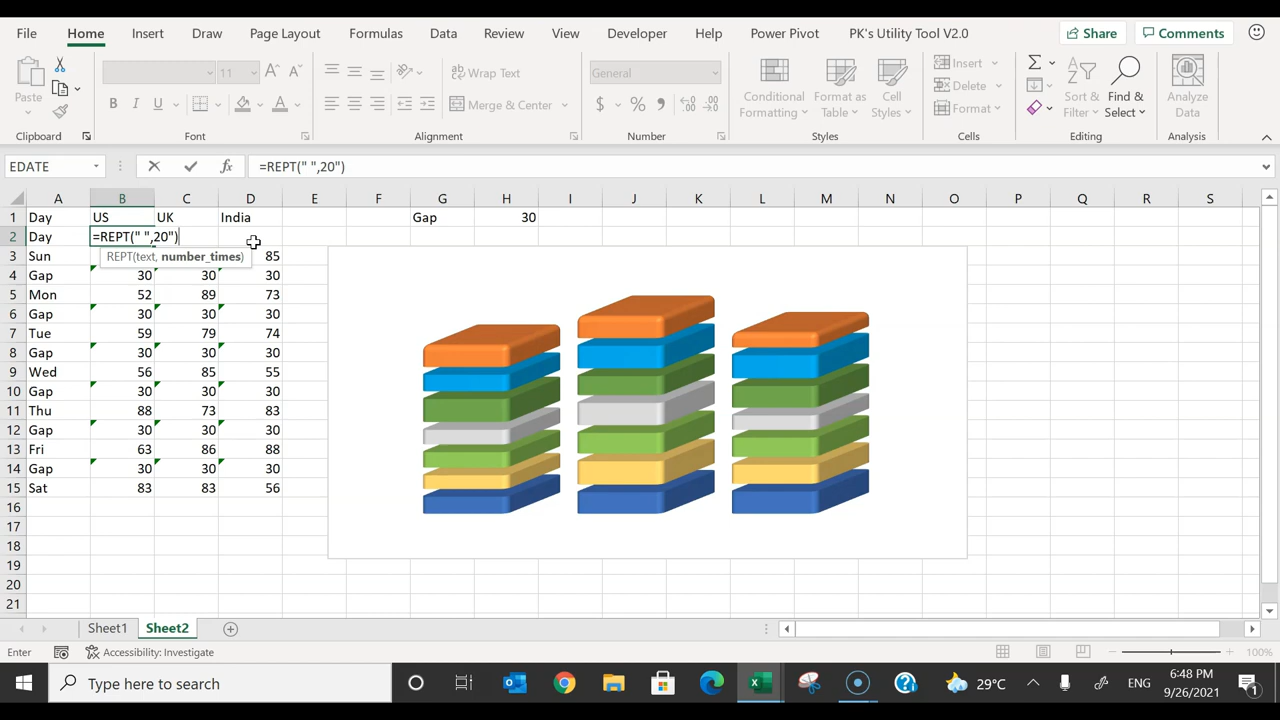 File Home Insert Draw Page Layout Formulas Data Review View Developer Help Power Pivot PK's Utility Tool V2.0 Share Comments
Paste 11 A A Wrap Text General Insert Σ
B I U A Merge & Center $ % 9 Conditional Formatting Format as Table Cell Styles Delete Format Sort & Filter Find & Select Analyze Data
Clipboard Font Alignment Number Styles Cells Editing Analysis
EDATE fx =REPT(" ",20")
A B C D E F G H I J K L M N O P Q R S
1 Day US UK India Gap 30
2 Day =REPT(" ",20")
REPT(text, number_times)
3 Sun 85
4 Gap 30 30 30
5 Mon 52 89 73
6 Gap 30 30 30
7 Tue 59 79 74
8 Gap 30 30 30
9 Wed 56 85 55
10 Gap 30 30 30
11 Thu 88 73 83
12 Gap 30 30 30
13 Fri 63 86 88
14 Gap 30 30 30
15 Sat 83 83 56
16
17
18
19
20
21
Sheet1 Sheet2
Enter Accessibility: Investigate 100%
Type here to search 29°C ENG 6:48 PM
9/26/2021 1